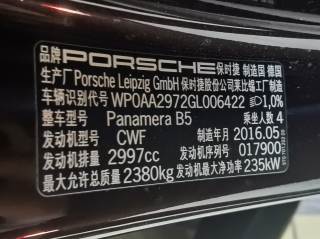 品牌 PORSCHE 保时捷 制造国 德国
生产厂 Porsche Leipzig GmbH 保时捷股份公司莱比锡工厂制造
车辆识别代号 WP0AA2972GL006422 1,0%
整车型号 Panamera B5 乘坐人数 4
发动机型号 CWF 制造年月 2016.05
发动机排量 2997cc 发动机序列号 017900
最大允许总质量 2380kg 发动机最大净功率 235kW